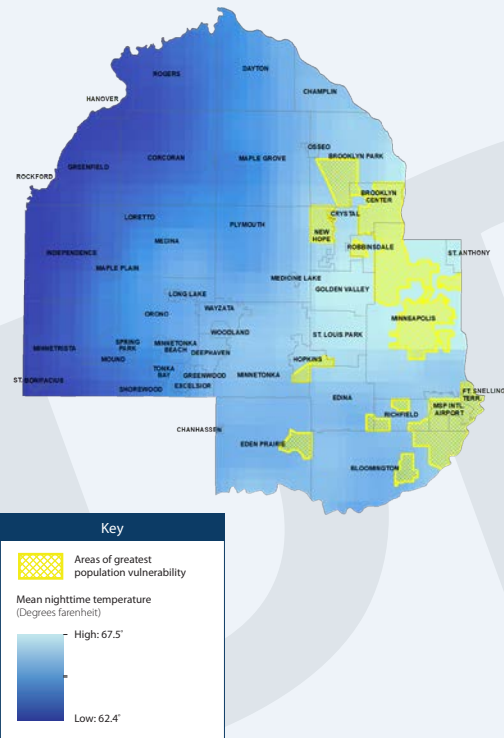 DAYTON
ROGERS
CHAMPLIN
HANOVER
OSSEO
BROOKLYN PARK
CORCORAN
MAPLE GROVE
GREENFIELD
ROCKFORD
BROOKLYN
CENTER
CRYSTAL
LORETTO
PLYMOUTH
NEW
HOPE
MEDINA
ROBBINSDALE
INDEPENDENCE
ST. ANTHONY
MAPLE PLAIN
MEDICINE LAKE
GOLDEN VALLEY
LONG LAKE
WAYZATA
ORONO
MINNEAPOLIS
WOODLAND
ST. LOUIS PARK
SPRING
PARK
MINNETONKA
BEACH
MINNETRISTA
DEEPHAVEN
MOUND
HOPKINS
TONKA
BAY
GREENWOOD
MINNETONKA
ST. BONIFACIUS
EXCELSIOR
SHOREWOOD
FT. SNELLING
TERR.
EDINA
MSP INTL
AIRPORT
RICHFIELD
CHANHASSEN
EDEN PRAIRIE
BLOOMINGTON
Key
Areas of greatest
population vulnerability
Mean nighttime temperature
(Degrees farenheit)
High: 67.5°
Low: 62.4°